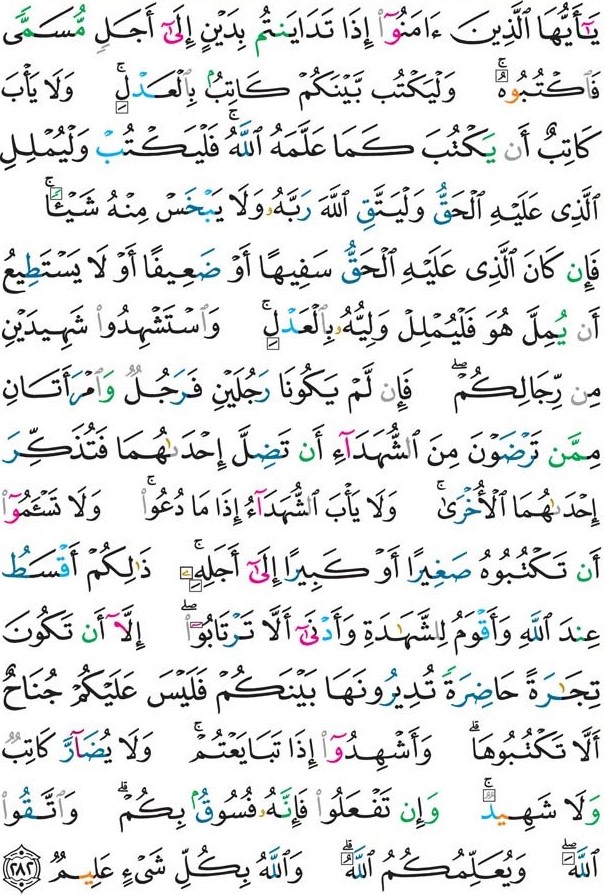 يَـٰٓأَيُّهَا ٱلَّذِينَ ءَامَنُوٓا۟ إِذَا تَدَايَنتُم بِدَيْنٍ إِلَىٰٓ أَجَلٍ مُّسَمًّى
فَٱكْتُبُوهُ ۚ وَلْيَكْتُب بَّيْنَكُمْ كَاتِبٌۢ بِٱلْعَدْلِ ۚ وَلَا يَأْبَ
كَاتِبٌ أَن يَكْتُبَ كَمَا عَلَّمَهُ ٱللَّهُ ۚ فَلْيَكْتُبْ وَلْيُمْلِلِ
ٱلَّذِى عَلَيْهِ ٱلْحَقُّ وَلْيَتَّقِ ٱللَّهَ رَبَّهُۥ وَلَا يَبْخَسْ مِنْهُ شَيْـًٔا ۚ
فَإِن كَانَ ٱلَّذِى عَلَيْهِ ٱلْحَقُّ سَفِيهًا أَوْ ضَعِيفًا أَوْ لَا يَسْتَطِيعُ
أَن يُمِلَّ هُوَ فَلْيُمْلِلْ وَلِيُّهُۥ بِٱلْعَدْلِ ۚ وَٱسْتَشْهِدُوا۟ شَهِيدَيْنِ
مِن رِّجَالِكُمْ ۖ فَإِن لَّمْ يَكُونَا رَجُلَيْنِ فَرَجُلٌ وَٱمْرَأَتَانِ
مِمَّن تَرْضَوْنَ مِنَ ٱلشُّهَدَآءِ أَن تَضِلَّ إِحْدَىٰهُمَا فَتُذَكِّرَ
إِحْدَىٰهُمَا ٱلْأُخْرَىٰ ۚ وَلَا يَأْبَ ٱلشُّهَدَآءُ إِذَا مَا دُعُوا۟ ۚ وَلَا تَسْـَٔمُوٓا۟
أَن تَكْتُبُوهُ صَغِيرًا أَوْ كَبِيرًا إِلَىٰٓ أَجَلِهِۦ ۚ ذَٰلِكُمْ أَقْسَطُ
عِندَ ٱللَّهِ وَأَقْوَمُ لِلشَّهَـٰدَةِ وَأَدْنَىٰٓ أَلَّا تَرْتَابُوٓا۟ ۖ إِلَّآ أَن تَكُونَ
تِجَـٰرَةً حَاضِرَةً تُدِيرُونَهَا بَيْنَكُمْ فَلَيْسَ عَلَيْكُمْ جُنَاحٌ
أَلَّا تَكْتُبُوهَا ۗ وَأَشْهِدُوٓا۟ إِذَا تَبَايَعْتُمْ ۚ وَلَا يُضَآرَّ كَاتِبٌ
وَلَا شَهِيدٌ ۚ وَإِن تَفْعَلُوا۟ فَإِنَّهُۥ فُسُوقٌۢ بِكُمْ ۗ وَٱتَّقُوا۟
ٱللَّهَ ۖ وَيُعَلِّمُكُمُ ٱللَّهُ ۗ وَٱللَّهُ بِكُلِّ شَىْءٍ عَلِيمٌ ٢٨٢